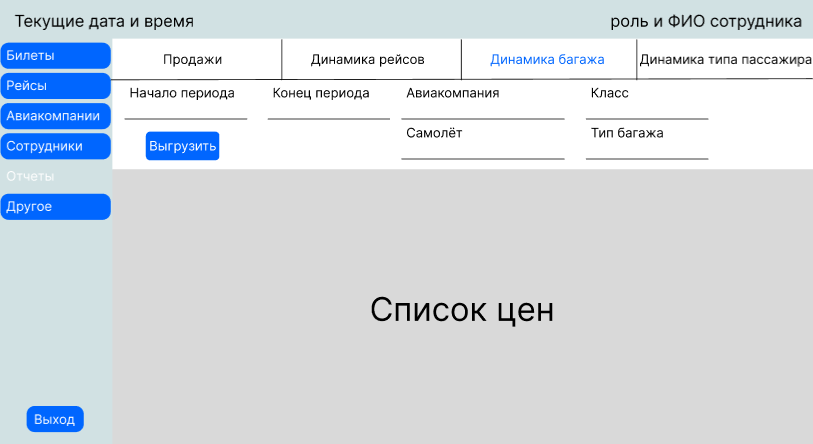 Текущие дата и время
роль и ФИО сотрудника
Билеты
Рейсы
Авиакомпании
Сотрудники
Отчеты
Другое
Выход
Продажи
Динамика рейсов
Динамика багажа
Динамика типа пассажира
Начало периода
Конец периода
Авиакомпания
Класс
Выгрузить
Самолёт
Тип багажа
Список цен